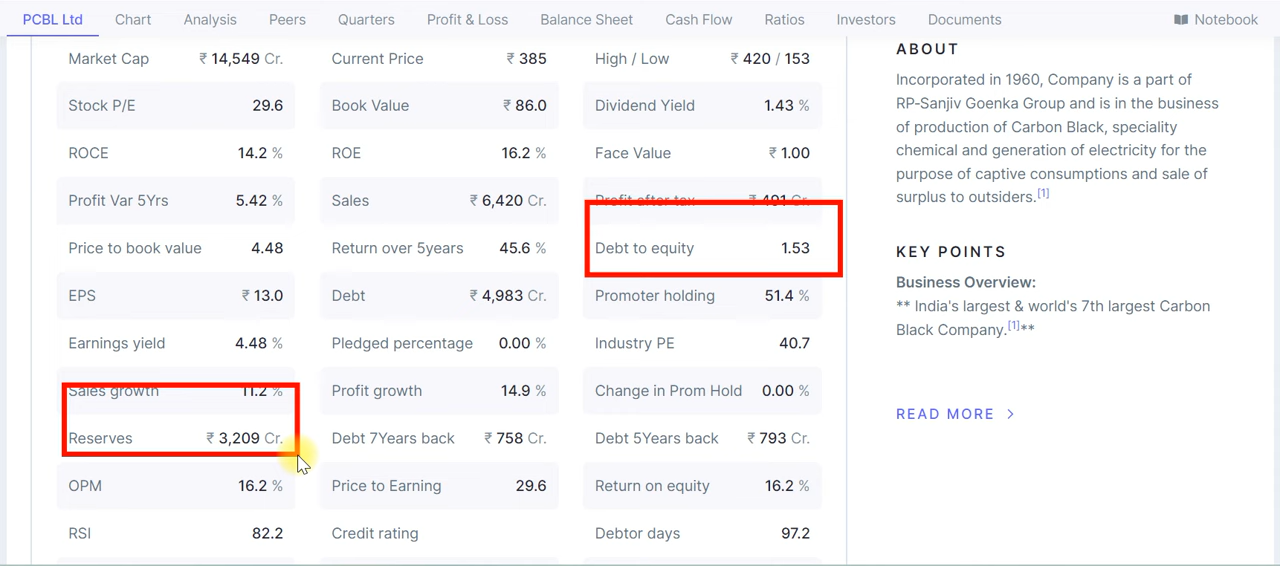 PCBL Ltd Chart Analysis Peers Quarters Profit & Loss Balance Sheet Cash Flow Ratios Investors Documents Notebook
Market Cap ₹ 14,549 Cr. Current Price ₹ 385 High / Low ₹ 420 / 153
Stock P/E 29.6 Book Value ₹ 86.0 Dividend Yield 1.43 %
ROCE 14.2 % ROE 16.2 % Face Value ₹ 1.00
Profit Var 5Yrs 5.42 % Sales ₹ 6,420 Cr. Profit after tax ₹ 491 Cr.
Price to book value 4.48 Return over 5years 45.6 % Debt to equity 1.53
EPS ₹ 13.0 Debt ₹ 4,983 Cr. Promoter holding 51.4 %
Earnings yield 4.48 % Pledged percentage 0.00 % Industry PE 40.7
Sales growth 11.2 % Profit growth 14.9 % Change in Prom Hold 0.00 %
Reserves ₹ 3,209 Cr. Debt 7Years back ₹ 758 Cr. Debt 5Years back ₹ 793 Cr.
OPM 16.2 % Price to Earning 29.6 Return on equity 16.2 %
RSI 82.2 Credit rating Debtor days 97.2
ABOUT
Incorporated in 1960, Company is a part of
RP-Sanjiv Goenka Group and is in the business
of production of Carbon Black, speciality
chemical and generation of electricity for the
purpose of captive consumptions and sale of
surplus to outsiders.[1]
KEY POINTS
Business Overview:
** India's largest & world's 7th largest Carbon
Black Company.[1]**
READ MORE